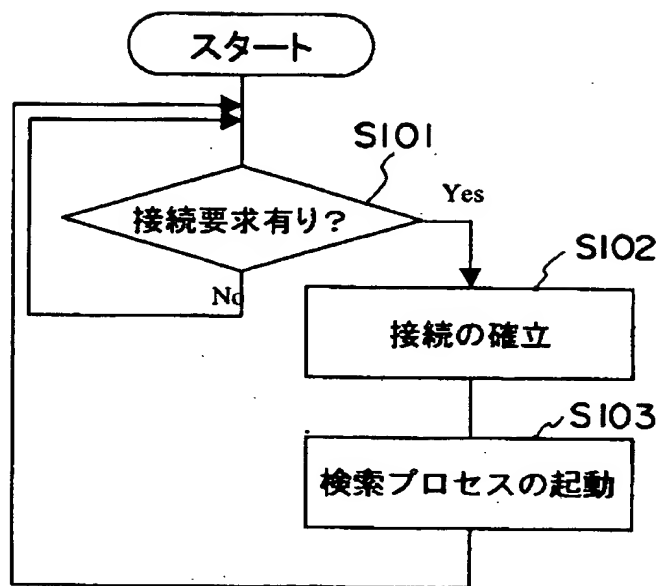 スタート
S101
接続要求有り?
Yes
No
S102
接続の確立
S103
検索プロセスの起動